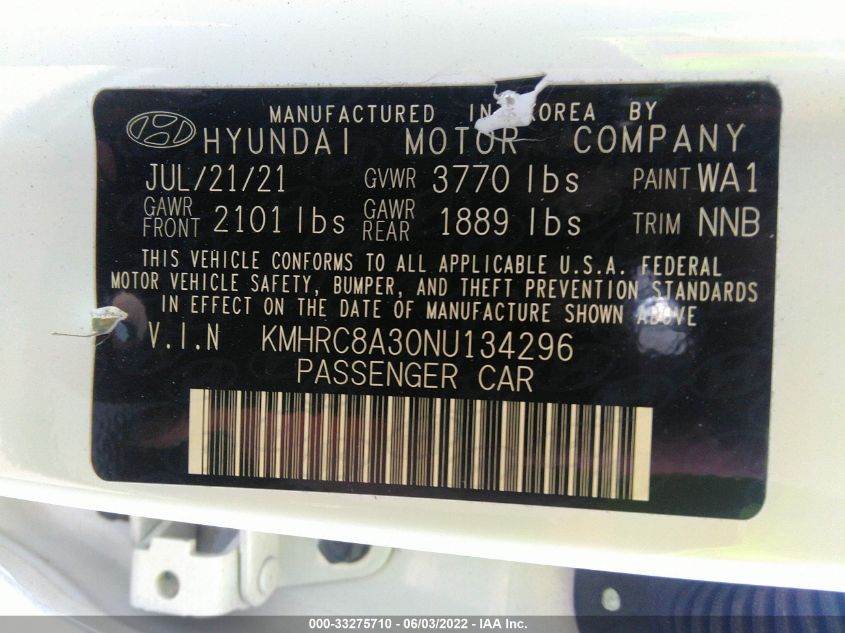 MANUFACTURED IN KOREA BY
HYUNDAI MOTOR COMPANY
JUL/21/21 GVWR 3770 lbs PAINT WA1
GAWR FRONT 2101 lbs GAWR REAR 1889 lbs TRIM NNB
THIS VEHICLE CONFORMS TO ALL APPLICABLE U.S.A. FEDERAL
MOTOR VEHICLE SAFETY, BUMPER, AND THEFT PREVENTION STANDARDS
IN EFFECT ON THE DATE OF MANUFACTURE SHOWN ABOVE
V.I.N KMHRC8A30NU134296
PASSENGER CAR
000-33275710 - 06/03/2022 - IAA Inc.